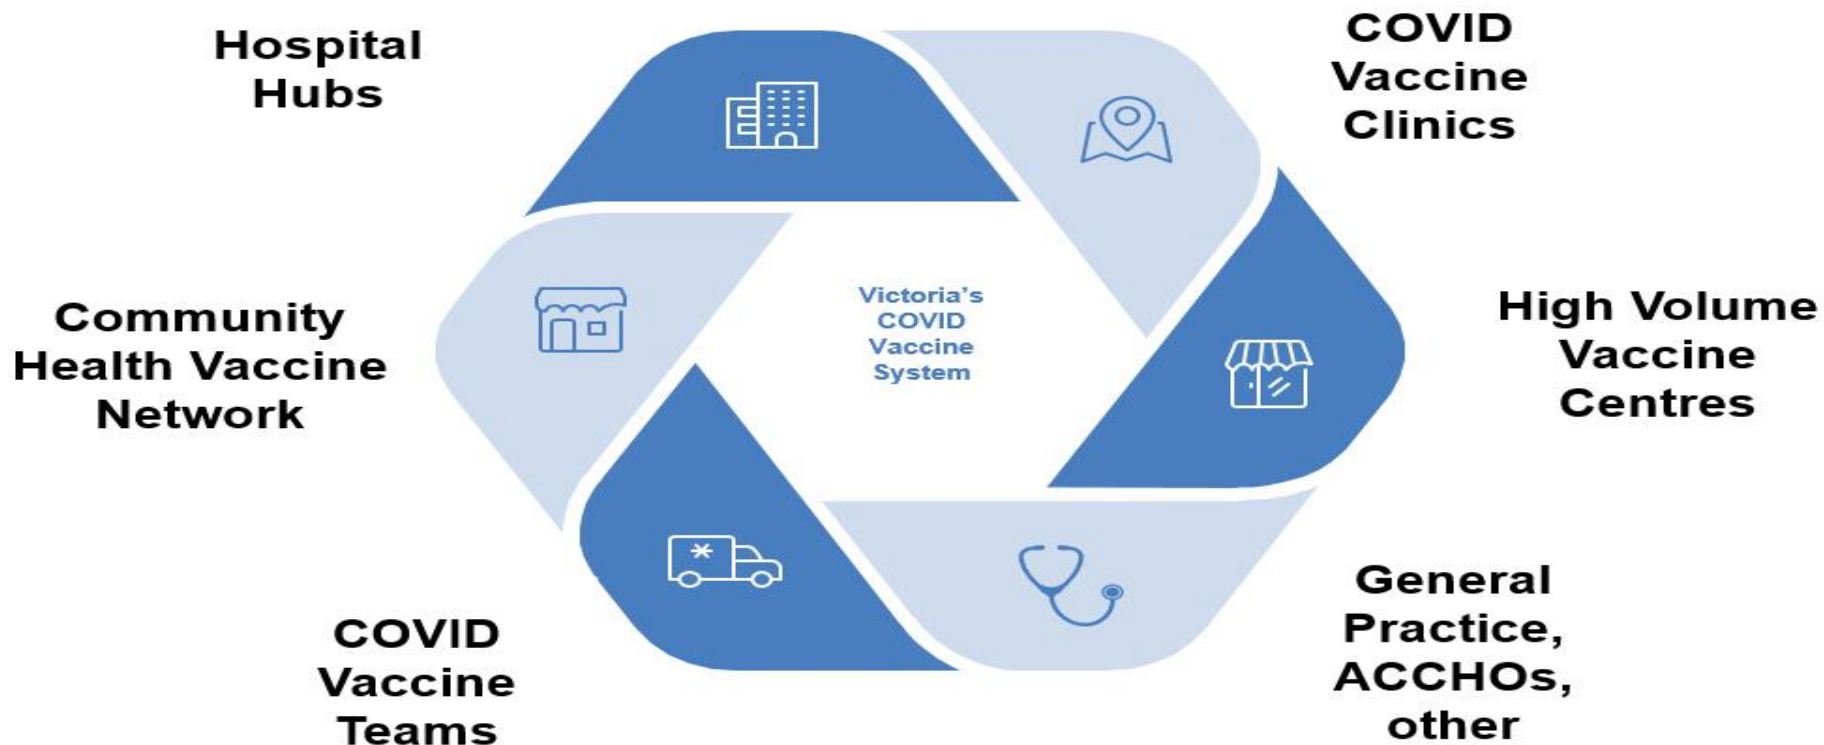 Hospital
Hubs
COVID
Vaccine
Clinics
Community
Health Vaccine
Network
Victoria's
COVID
Vaccine
System
High Volume
Vaccine
Centres
COVID
Vaccine
Teams
General
Practice,
ACCHOs,
other